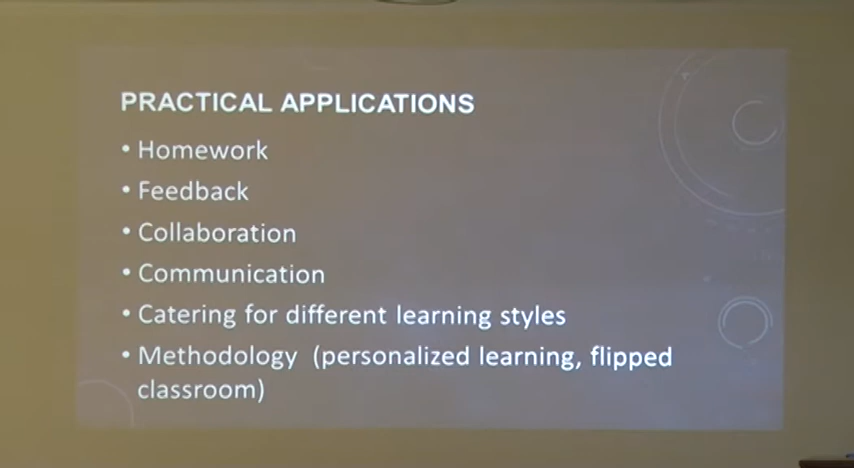 PRACTICAL APPLICATIONS
• Homework
• Feedback
• Collaboration
• Communication
• Catering for different learning styles
• Methodology (personalized learning, flipped
classroom)